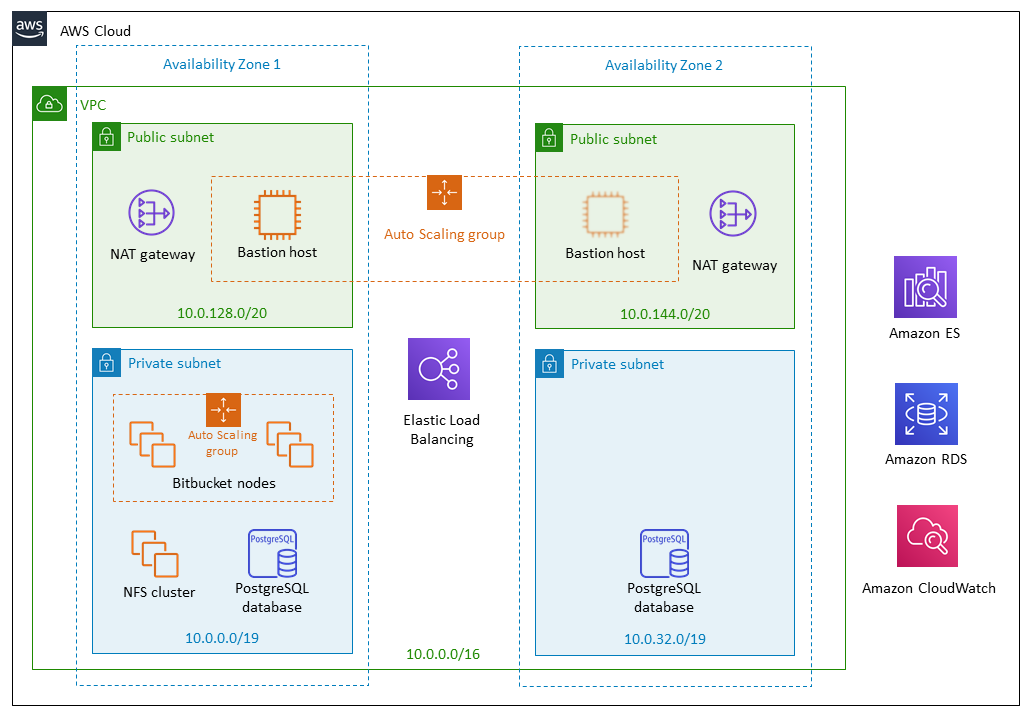 aws
AWS Cloud
Availability Zone 1
Availability Zone 2
VPC
Public subnet
Public subnet
NAT gateway
Bastion host
Auto Scaling group
Bastion host
NAT gateway
10.0.128.0/20
10.0.144.0/20
Amazon ES
Private subnet
Private subnet
Auto Scaling
group
Bitbucket nodes
Elastic Load
Balancing
Amazon RDS
PostgreSQL
NFS cluster
PostgreSQL
database
PostgreSQL
PostgreSQL
database
Amazon CloudWatch
10.0.0.0/19
10.0.32.0/19
10.0.0.0/16